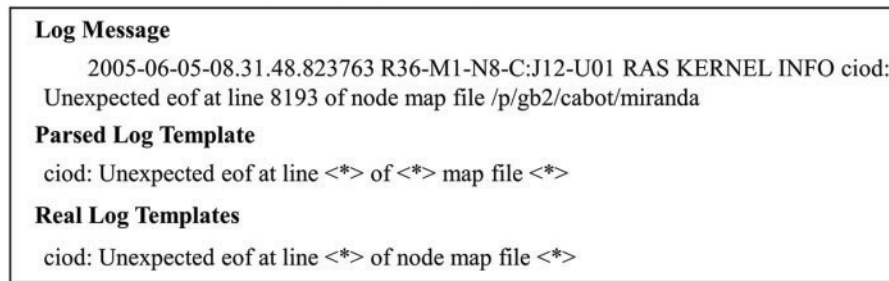 Log Message
2005-06-05-08.31.48.823763 R36-M1-N8-C:J12-U01 RAS KERNEL INFO ciod:
Unexpected eof at line 8193 of node map file /p/gb2/cabot/miranda
Parsed Log Template
ciod: Unexpected eof at line <*> of <*> map file <*>
Real Log Templates
ciod: Unexpected eof at line <*> of node map file <*>